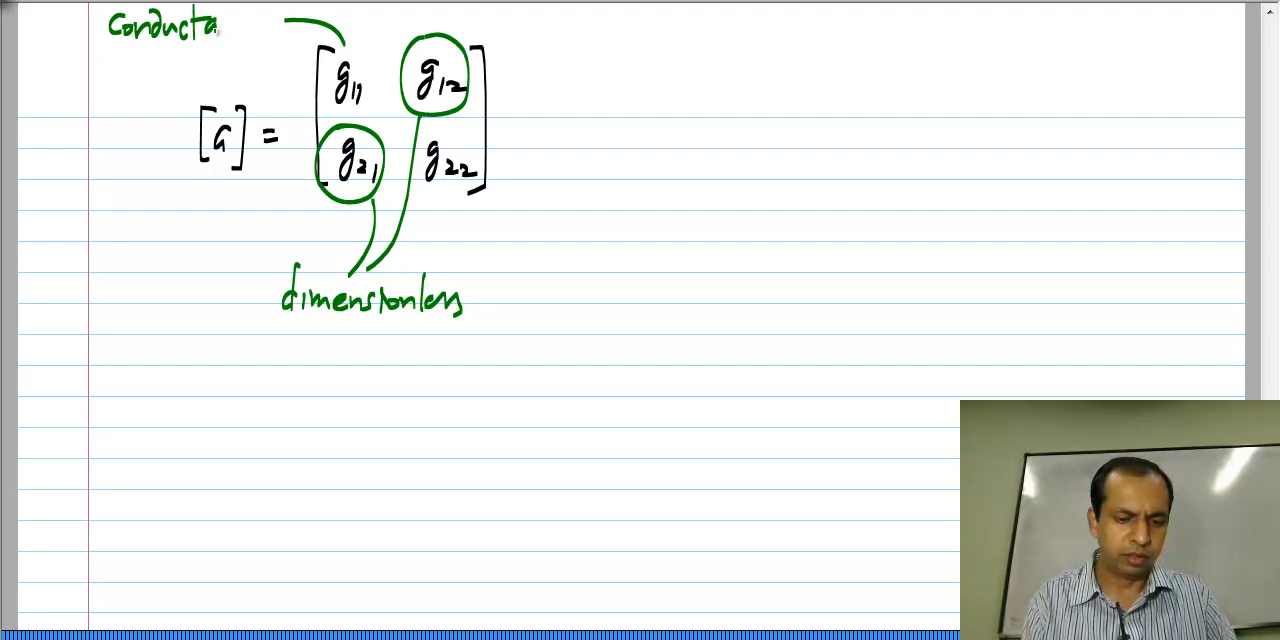 Conducta
g11 g12
[G] =
g21 g22
dimensionless